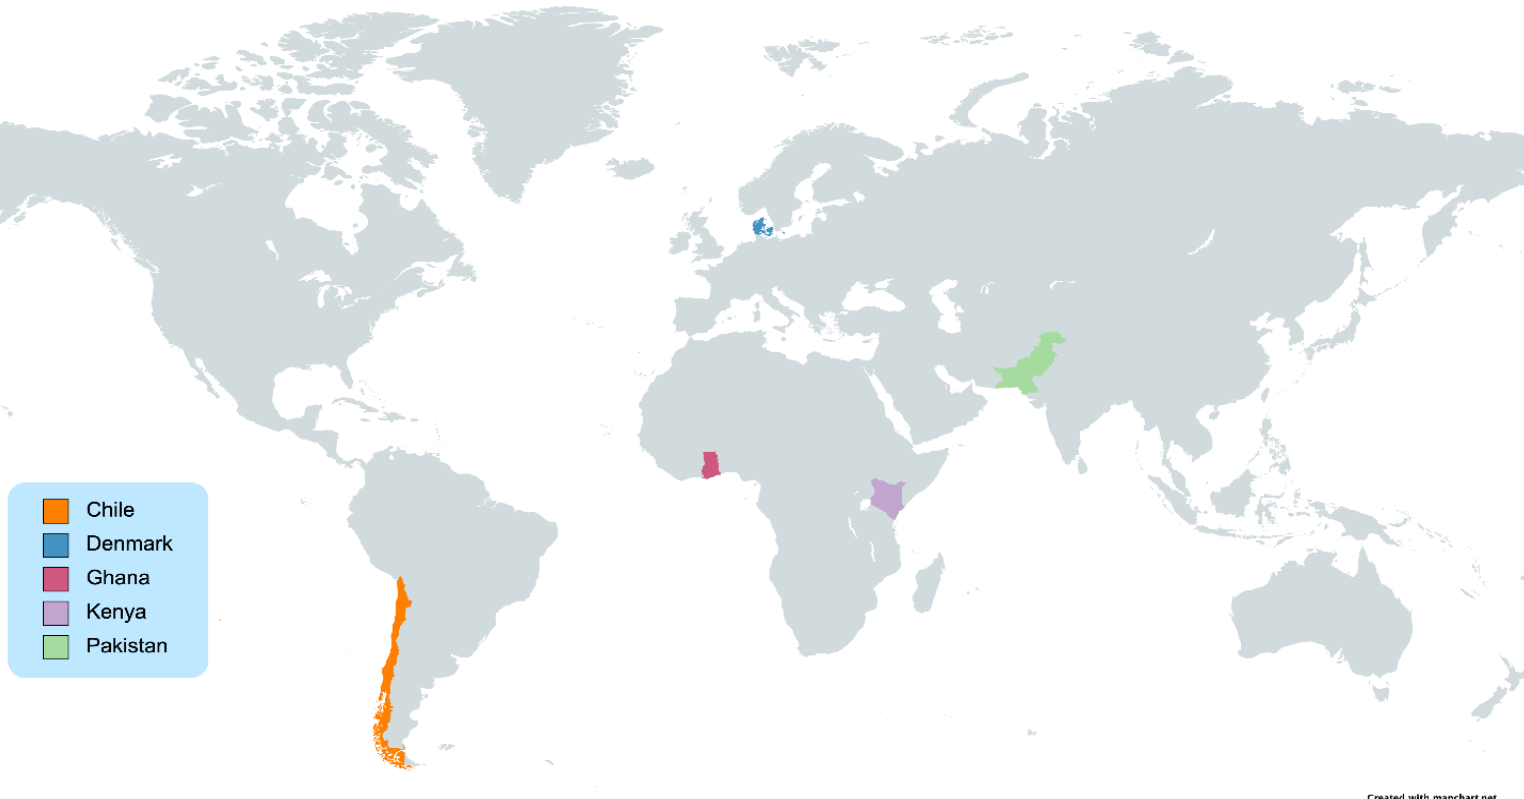 Chile
Denmark
Ghana
Kenya
Pakistan
Created with mapchart.net